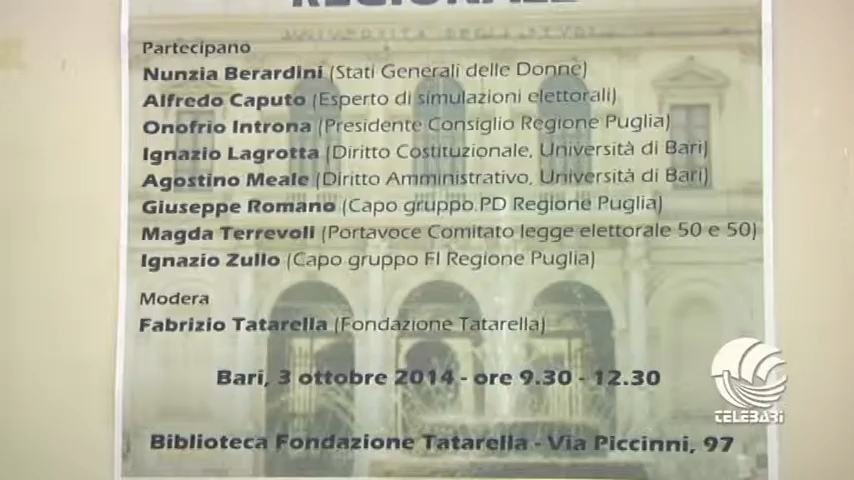 REGIONALE
Partecipano
Nunzia Berardini (Stati Generali delle Donne)
Alfredo Caputo (Esperto di simulazioni elettorali)
Onofrio Introna (Presidente Consiglio Regione Puglia)
Ignazio Lagrotta (Diritto Costituzionale, Università di Bari)
Agostino Meale (Diritto Amministrativo, Università di Bari)
Giuseppe Romano (Capo gruppo PD Regione Puglia)
Magda Terrevoli (Portavoce Comitato legge elettorale 50 e 50)
Ignazio Zullo (Capo gruppo FI Regione Puglia)
Modera
Fabrizio Tatarella (Fondazione Tatarella)
Bari, 3 ottobre 2014 - ore 9.30 - 12.30
TELEBARI
Biblioteca Fondazione Tatarella - Via Piccinni, 97